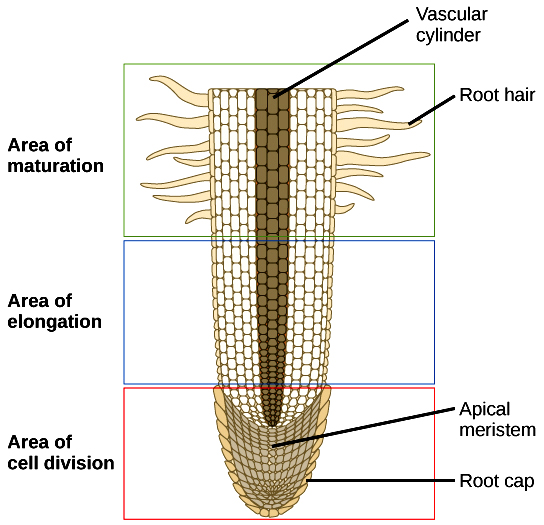 Vascular
cylinder
Root hair
Area of
maturation
Area of
elongation
Apical
meristem
Area of
cell division
Root cap